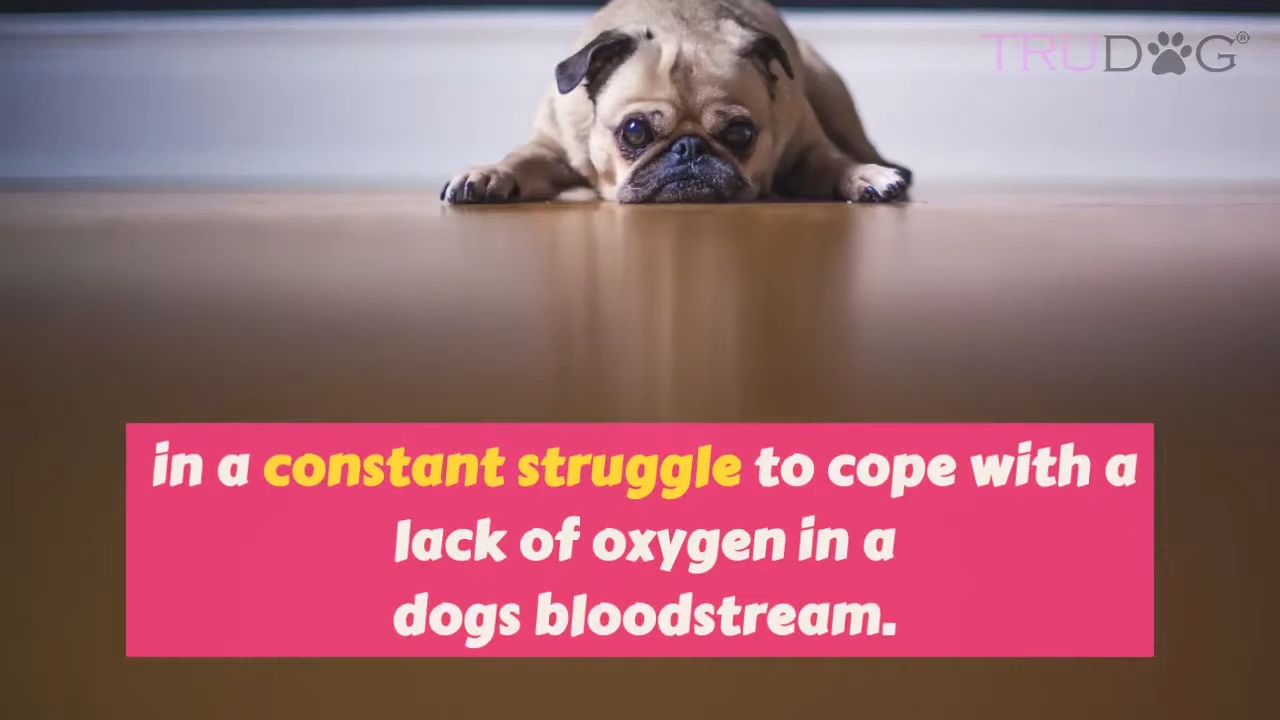 TRUDOG®
in a constant struggle to cope with a
lack of oxygen in a
dogs bloodstream.